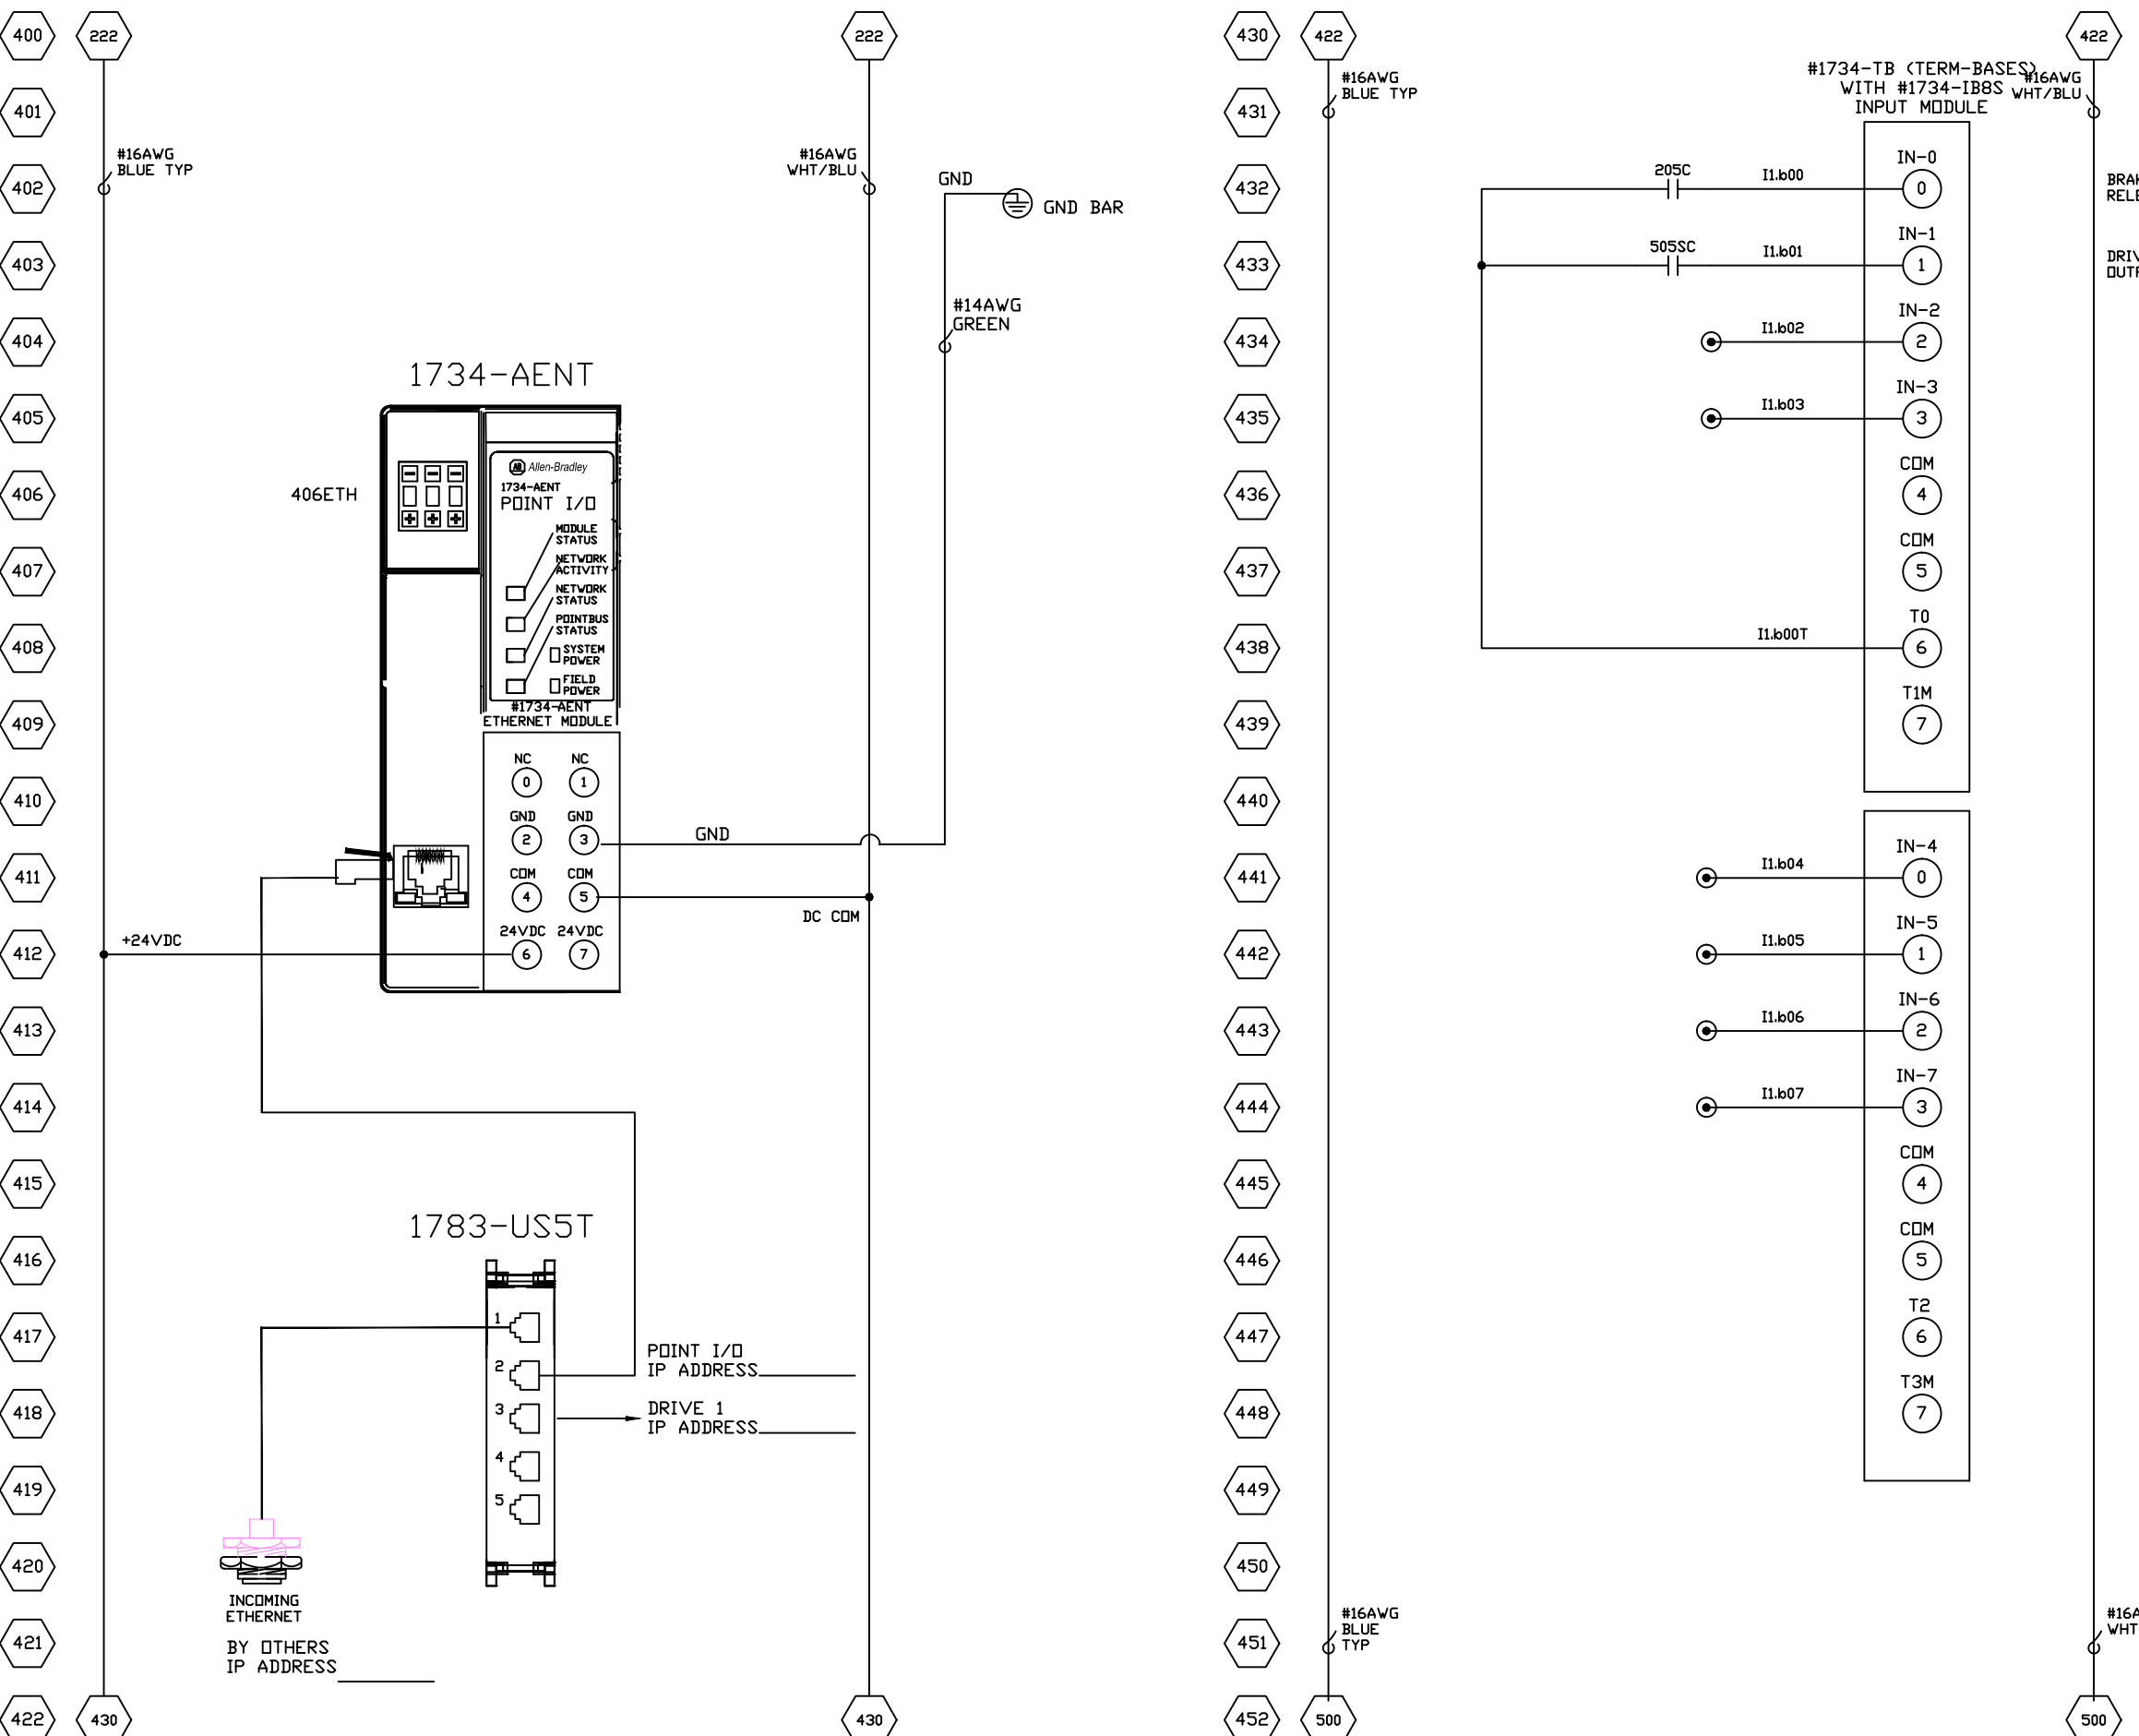 400
222
222
401
#16AWG
BLUE TYP
#16AWG
WHT/BLU
402
GND
GND BAR
403
#14AWG
GREEN
404
1734-AENT
405
Allen-Bradley
406ETH
406
1734-AENT
POINT I/O
MODULE
STATUS
NETWORK
ACTIVITY
407
NETWORK
STATUS
POINTBUS
STATUS
408
SYSTEM
POWER
FIELD
POWER
#1734-AENT
ETHERNET MODULE
409
NC
NC
0
1
410
GND
GND
2
3
GND
411
COM
COM
4
5
DC COM
412
+24VDC
24VDC
24VDC
6
7
413
414
415
1783-US5T
416
417
1
2
POINT I/O
IP ADDRESS
418
3
DRIVE 1
IP ADDRESS
4
419
5
420
INCOMING
ETHERNET
421
BY OTHERS
IP ADDRESS
422
430
430
430
422
422
#16AWG
BLUE TYP
#1734-TB (TERM-BASES)
WITH #1734-IB8S
INPUT MODULE
#16AWG
WHT/BLU
431
432
205C
I1.b00
IN-0
0
433
505SC
I1.b01
IN-1
1
434
I1.b02
IN-2
2
435
I1.b03
IN-3
3
436
COM
4
437
COM
5
438
I1.b00T
T0
6
439
T1M
7
440
441
I1.b04
IN-4
0
442
I1.b05
IN-5
1
443
I1.b06
IN-6
2
444
I1.b07
IN-7
3
445
COM
4
446
COM
5
447
T2
6
448
T3M
7
449
450
451
#16AWG
BLUE
TYP
452
500
500